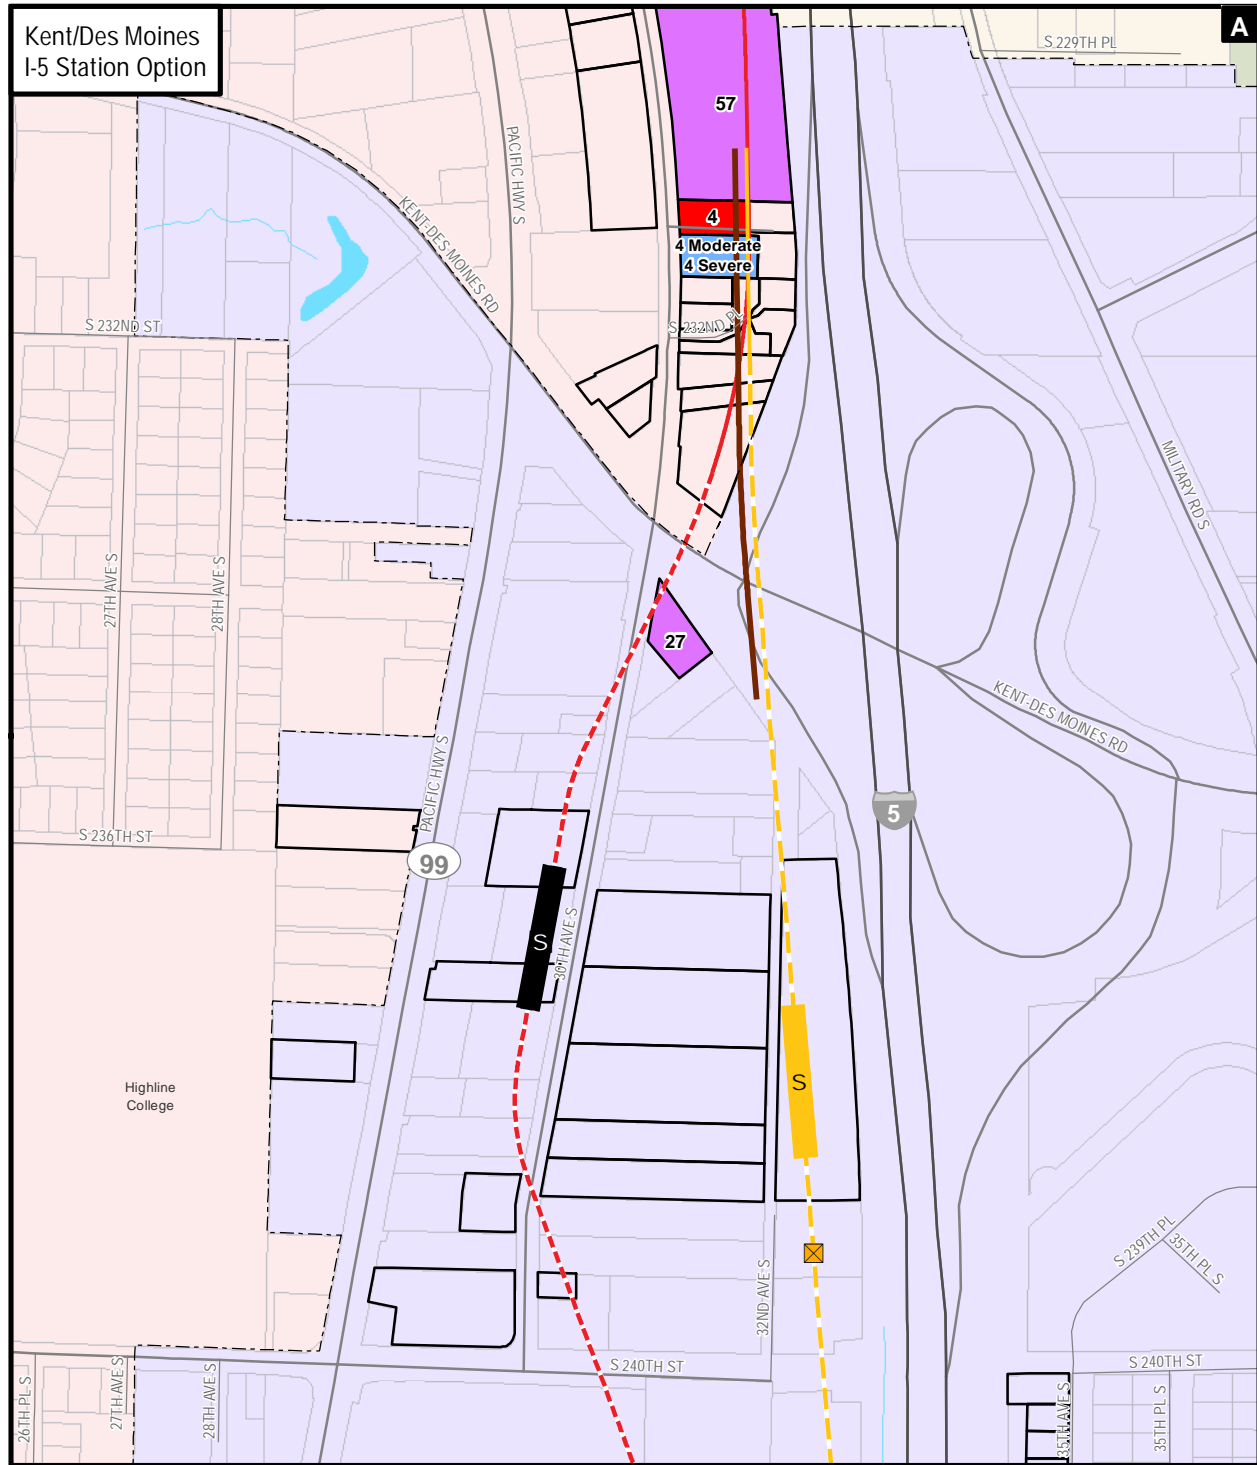 Kent/Des Moines
I-5 Station Option
A
S 229TH PL
57
PACIFIC HWY S
KENT-DES MOINES RD
4
4 Moderate
4 Severe
S 232ND ST
S 232ND PL
MILITARY RD S
27TH AVE S
28TH AVE S
27
KENT-DES MOINES RD
PACIFIC HWY S
5
S 236TH ST
99
S
30TH AVE S
S
Highline
College
S 239TH PL
35TH PL S
32ND AVE S
S 240TH ST
S 240TH ST
26TH PL S
27TH AVE S
28TH AVE S
35TH AVE S
35TH PL S